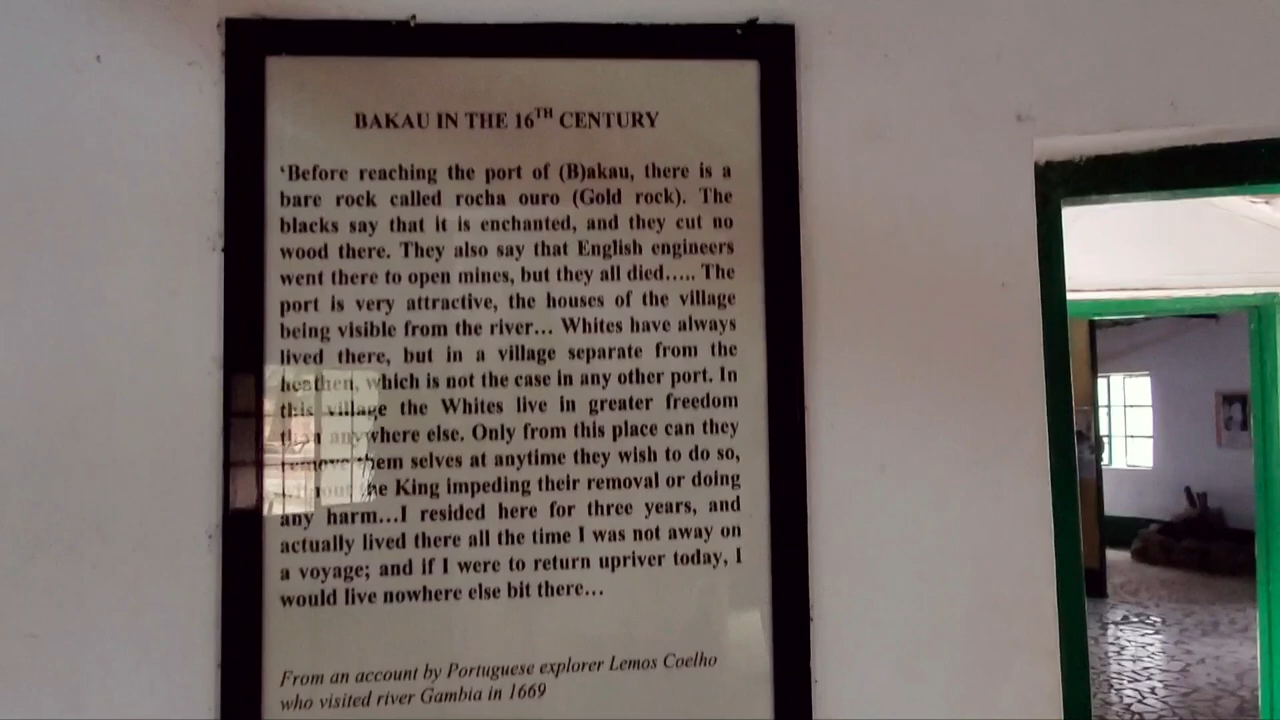 BAKAU IN THE 16TH CENTURY
'Before reaching the port of (B)akau, there is a
bare rock called rocha ouro (Gold rock). The
blacks say that it is enchanted, and they cut no
wood there. They also say that English engineers
went there to open mines, but they all died..... The
port is very attractive, the houses of the village
being visible from the river... Whites have always
lived there, but in a village separate from the
heathen, which is not the case in any other port. In
this village the Whites live in greater freedom
than anywhere else. Only from this place can they
remove them selves at anytime they wish to do so,
without the King impeding their removal or doing
any harm...I resided here for three years, and
actually lived there all the time I was not away on
a voyage; and if I were to return upriver today, I
would live nowhere else bit there...
From an account by Portuguese explorer Lemos Coelho
who visited river Gambia in 1669